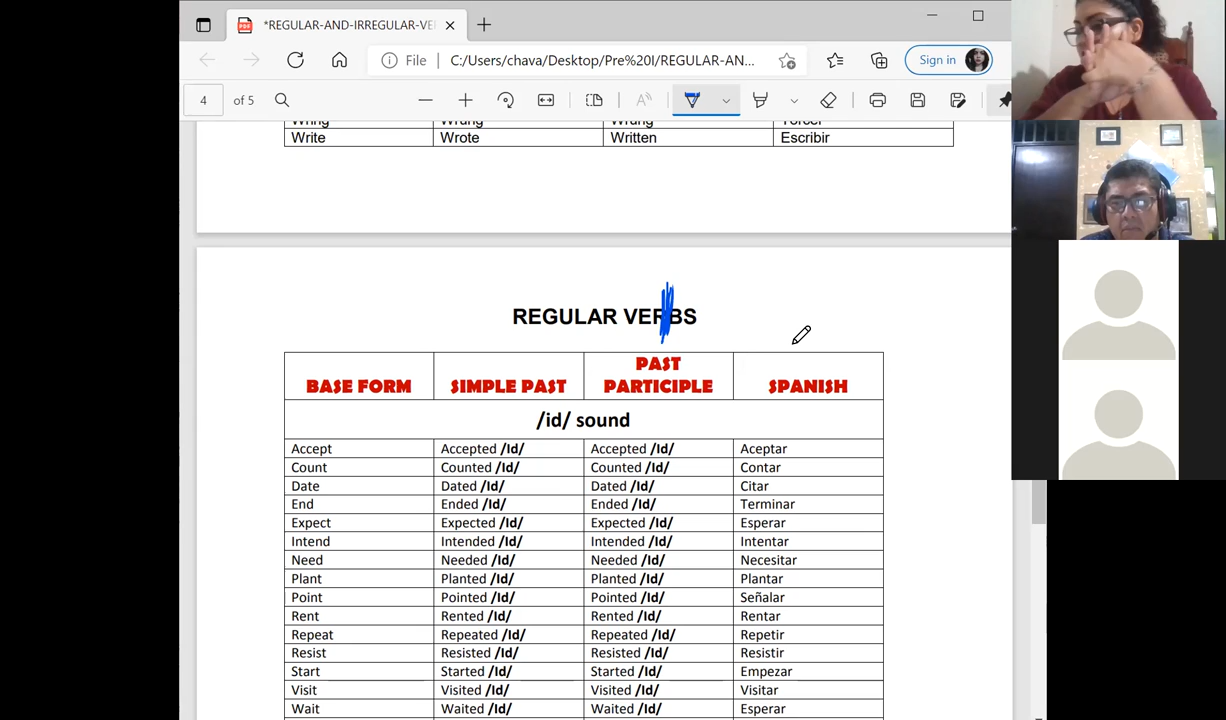 *REGULAR-AND-IRREGULAR-VE
File C:/Users/chava/Desktop/Pre%20I/REGULAR-AN... Sign in
4 of 5
Wring Wrung Wrung Torcer
Write Wrote Written Escribir
REGULAR VERBS
BASE FORM SIMPLE PAST PAST PARTICIPLE SPANISH
/id/ sound
Accept Accepted /Id/ Accepted /Id/ Aceptar
Count Counted /Id/ Counted /Id/ Contar
Date Dated /Id/ Dated /Id/ Citar
End Ended /Id/ Ended /Id/ Terminar
Expect Expected /Id/ Expected /Id/ Esperar
Intend Intended /Id/ Intended /Id/ Intentar
Need Needed /Id/ Needed /Id/ Necesitar
Plant Planted /Id/ Planted /Id/ Plantar
Point Pointed /Id/ Pointed /Id/ Señalar
Rent Rented /Id/ Rented /Id/ Rentar
Repeat Repeated /Id/ Repeated /Id/ Repetir
Resist Resisted /Id/ Resisted /Id/ Resistir
Start Started /Id/ Started /Id/ Empezar
Visit Visited /Id/ Visited /Id/ Visitar
Wait Waited /Id/ Waited /Id/ Esperar